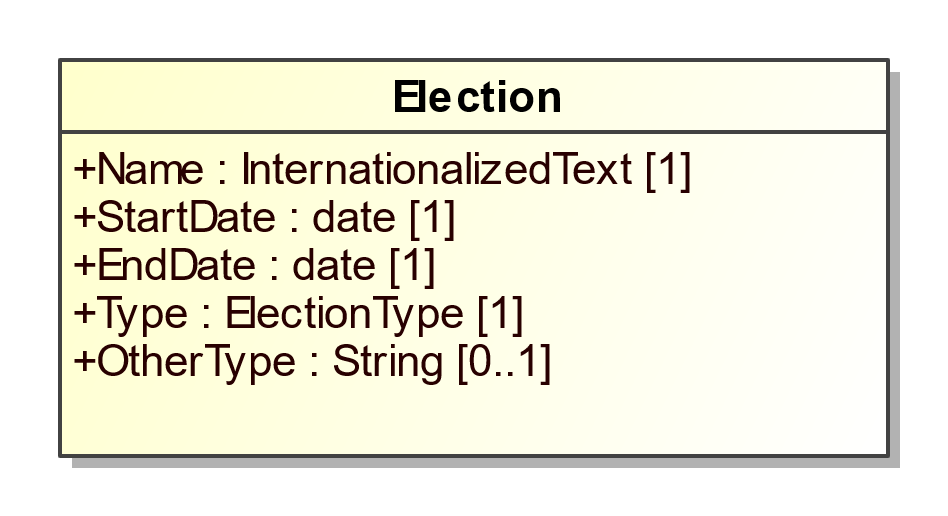 Election
+Name : InternationalizedText [1]
+StartDate : date [1]
+EndDate : date [1]
+Type : ElectionType [1]
+OtherType : String [0..1]